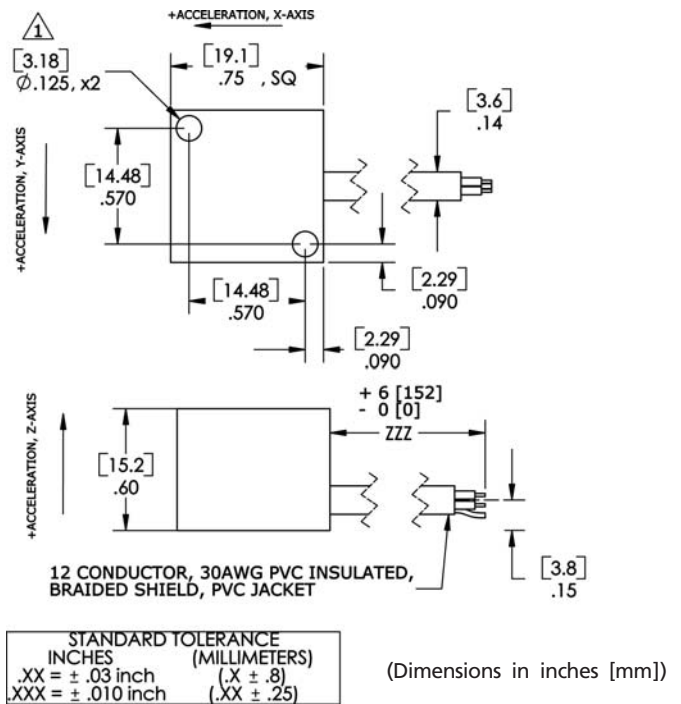 +ACCELERATION, X-AXIS
1
[3.18]
Ø.125, x2
[19.1]
.75 , SQ
[3.6]
.14
+ACCELERATION, Y-AXIS
[14.48]
.570
[14.48]
.570
[2.29]
.090
[2.29]
.090
+ACCELERATION, Z-AXIS
+ 6 [152]
- 0 [0]
ZZZ
[15.2]
.60
12 CONDUCTOR, 30AWG PVC INSULATED,
BRAIDED SHIELD, PVC JACKET
[3.8]
.15
STANDARD TOLERANCE
INCHES (MILLIMETERS)
.XX = ± .03 inch (.X ± .8)
.XXX = ± .010 inch (.XX ± .25)
(Dimensions in inches [mm])